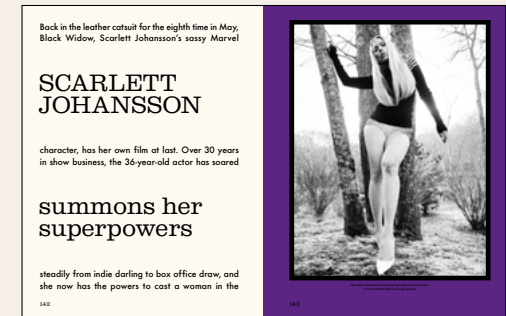 Back in the leather catsuit for the eighth time in May,
Black Widow, Scarlett Johansson's sassy Marvel
SCARLETT
JOHANSSON
character, has her own film at last. Over 30 years
in show business, the 36-year-old actor has soared
summons her
superpowers
steadily from indie darling to box office draw, and
she now has the powers to cast a woman in the
142